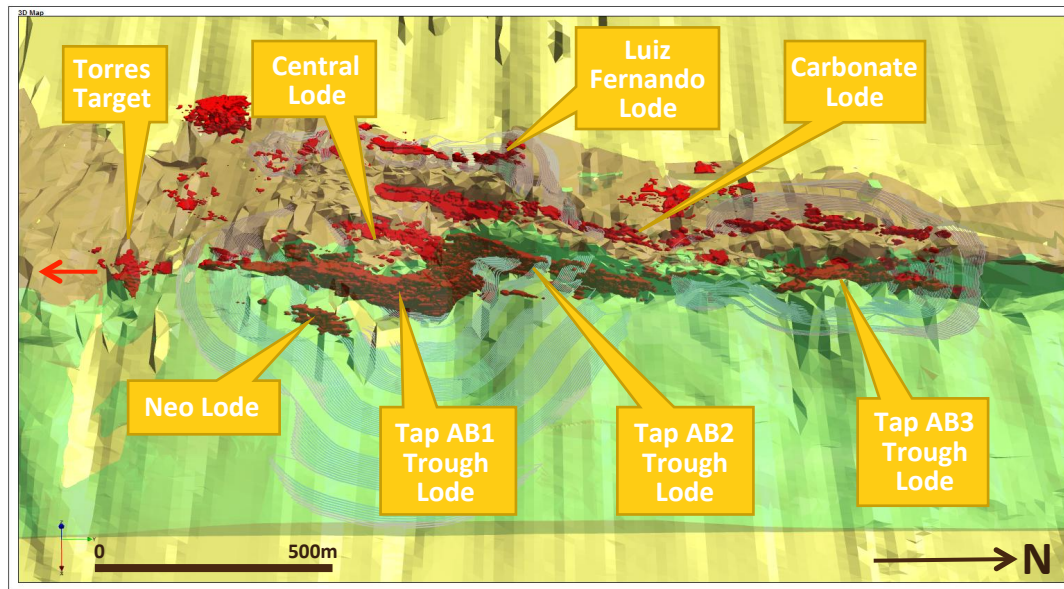 3D Map
Torres
Target
Central
Lode
Luiz
Fernando
Lode
Carbonate
Lode
Neo Lode
Tap AB1
Trough
Lode
Tap AB2
Trough
Lode
Tap AB3
Trough
Lode
0 500m
N